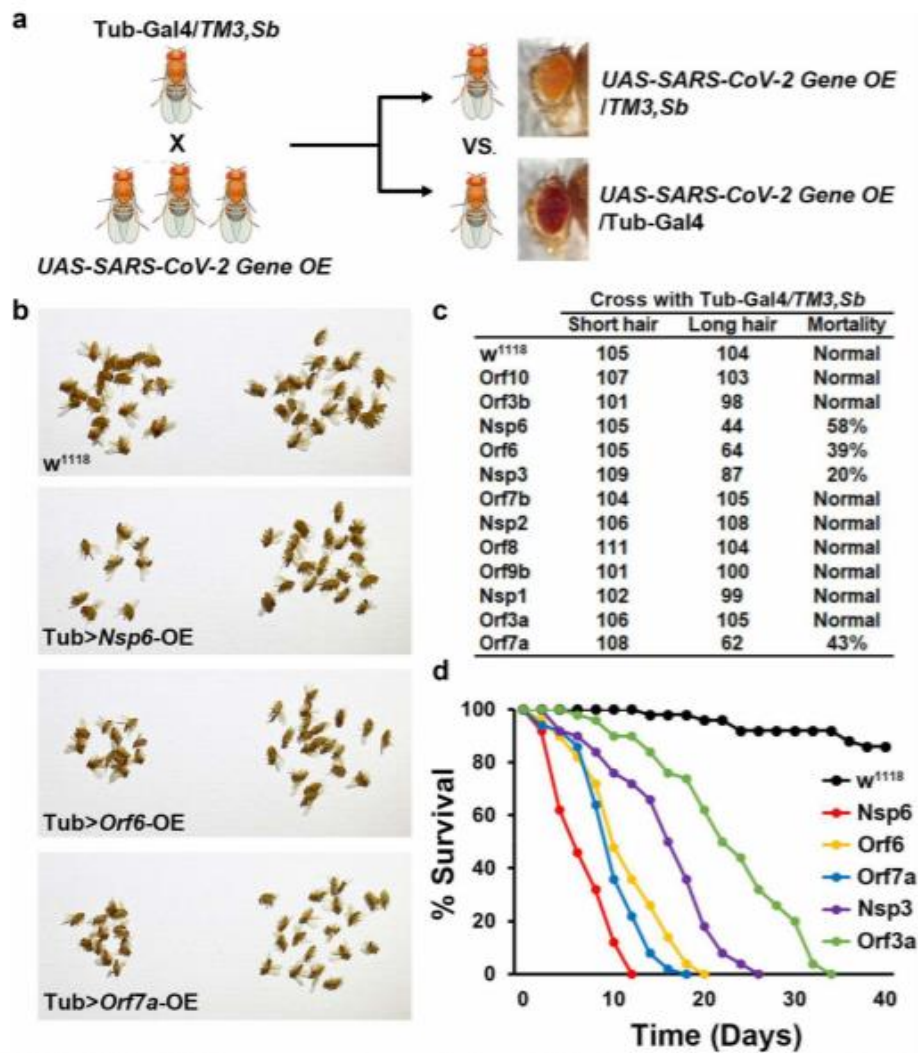 a
Tub-Gal4/TM3,Sb
X
UAS-SARS-CoV-2 Gene OE
UAS-SARS-CoV-2 Gene OE
/TM3,Sb
VS.
UAS-SARS-CoV-2 Gene OE
/Tub-Gal4
b
w1118
Tub>Nsp6-OE
Tub>Orf6-OE
Tub>Orf7a-OE
c
Cross with Tub-Gal4/TM3,Sb
Short hair Long hair Mortality
w1118 105 104 Normal
Orf10 107 103 Normal
Orf3b 101 98 Normal
Nsp6 105 44 58%
Orf6 105 64 39%
Nsp3 109 87 20%
Orf7b 104 105 Normal
Nsp2 106 108 Normal
Orf8 111 104 Normal
Orf9b 101 100 Normal
Nsp1 102 99 Normal
Orf3a 106 105 Normal
Orf7a 108 62 43%
d
% Survival
100
80
60
40
20
0
0 10 20 30 40
Time (Days)
w1118
Nsp6
Orf6
Orf7a
Nsp3
Orf3a